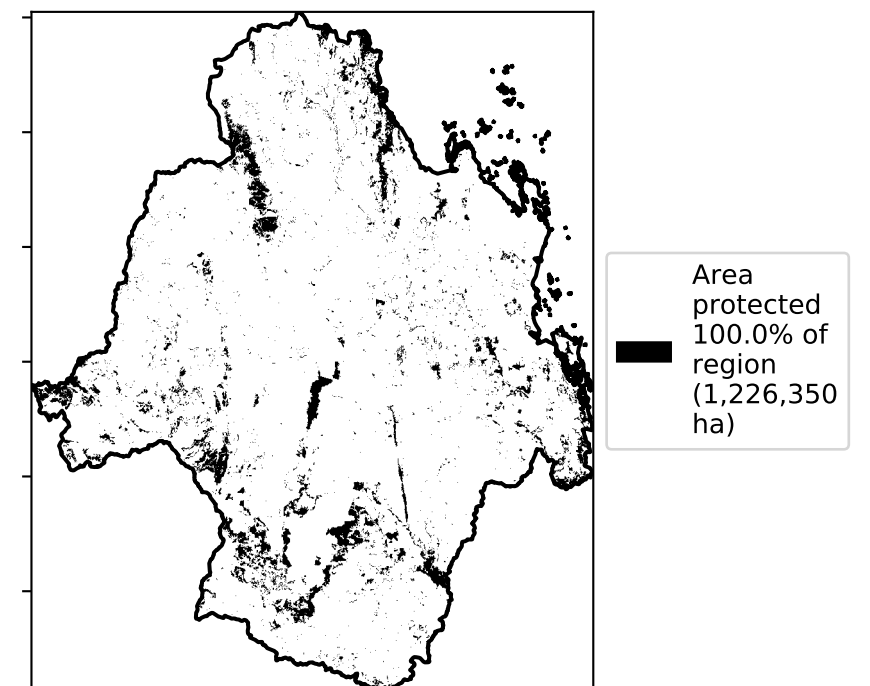 Area
protected
100.0% of
region
(1,226,350
ha)